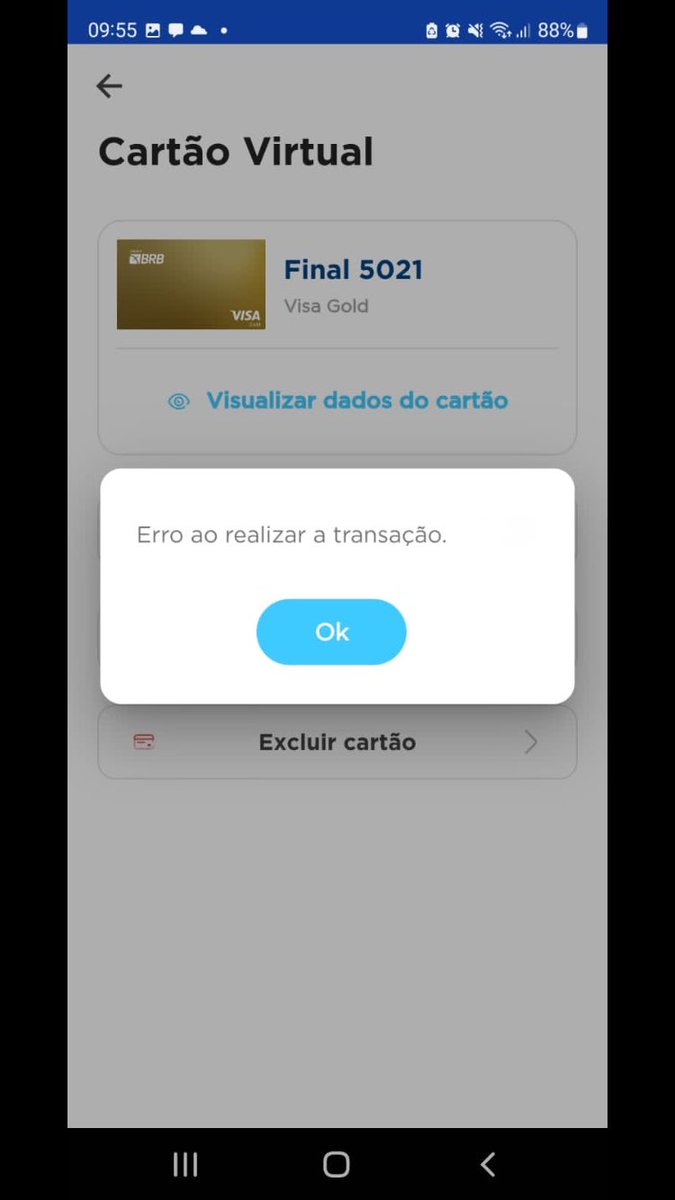 09:55
88%
Cartão Virtual
BRB
VISA
Final 5021
Visa Gold
Visualizar dados do cartão
Erro ao realizar a transação.
Ok
Excluir cartão